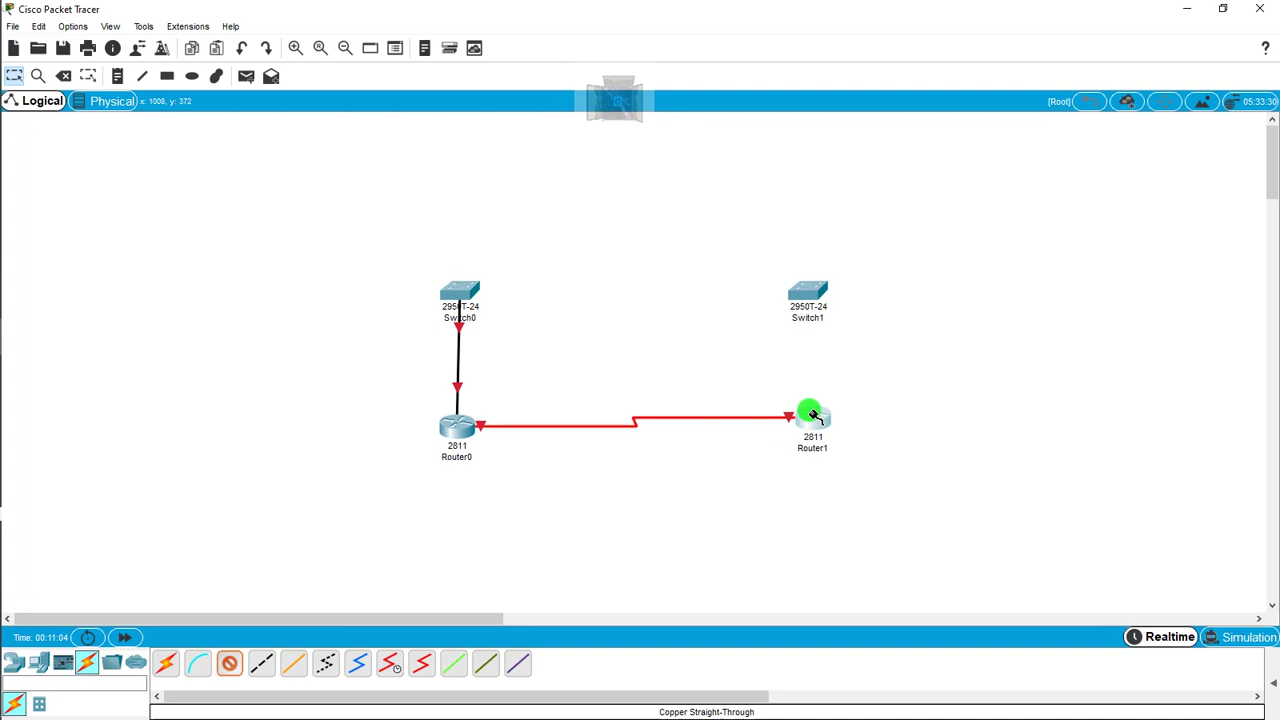 Cisco Packet Tracer
File Edit Options View Tools Extensions Help
?
Logical Physical x: 1008, y: 372 [Root] 05:33:30
2950T-24
Switch0
2950T-24
Switch1
2811
Router0
2811
Router1
Time: 00:11:04 Realtime Simulation
Copper Straight-Through